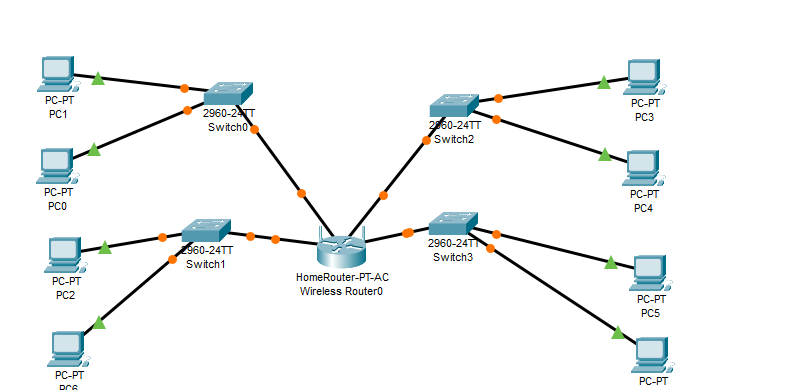 PC-PT
PC1
2960-24TT
Switch0
PC-PT
PC0
PC-PT
PC2
2960-24TT
Switch1
PC-PT
PC6
HomeRouter-PT-AC
Wireless Router0
2960-24TT
Switch2
PC-PT
PC3
PC-PT
PC4
2960-24TT
Switch3
PC-PT
PC5
PC-PT